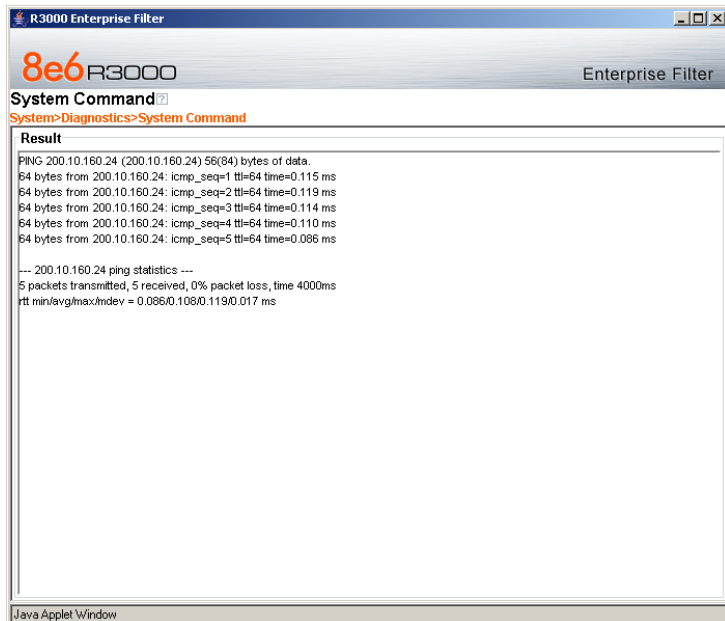 R3000 Enterprise Filter
8e6 R3000
Enterprise Filter
System Command
System>Diagnostics>System Command
Result
PING 200.10.160.24 (200.10.160.24) 56(84) bytes of data.
64 bytes from 200.10.160.24: icmp_seq=1 ttl=64 time=0.115 ms
64 bytes from 200.10.160.24: icmp_seq=2 ttl=64 time=0.119 ms
64 bytes from 200.10.160.24: icmp_seq=3 ttl=64 time=0.114 ms
64 bytes from 200.10.160.24: icmp_seq=4 ttl=64 time=0.110 ms
64 bytes from 200.10.160.24: icmp_seq=5 ttl=64 time=0.086 ms
--- 200.10.160.24 ping statistics ---
5 packets transmitted, 5 received, 0% packet loss, time 4000ms
rtt min/avg/max/mdev = 0.086/0.108/0.119/0.017 ms
Java Applet Window